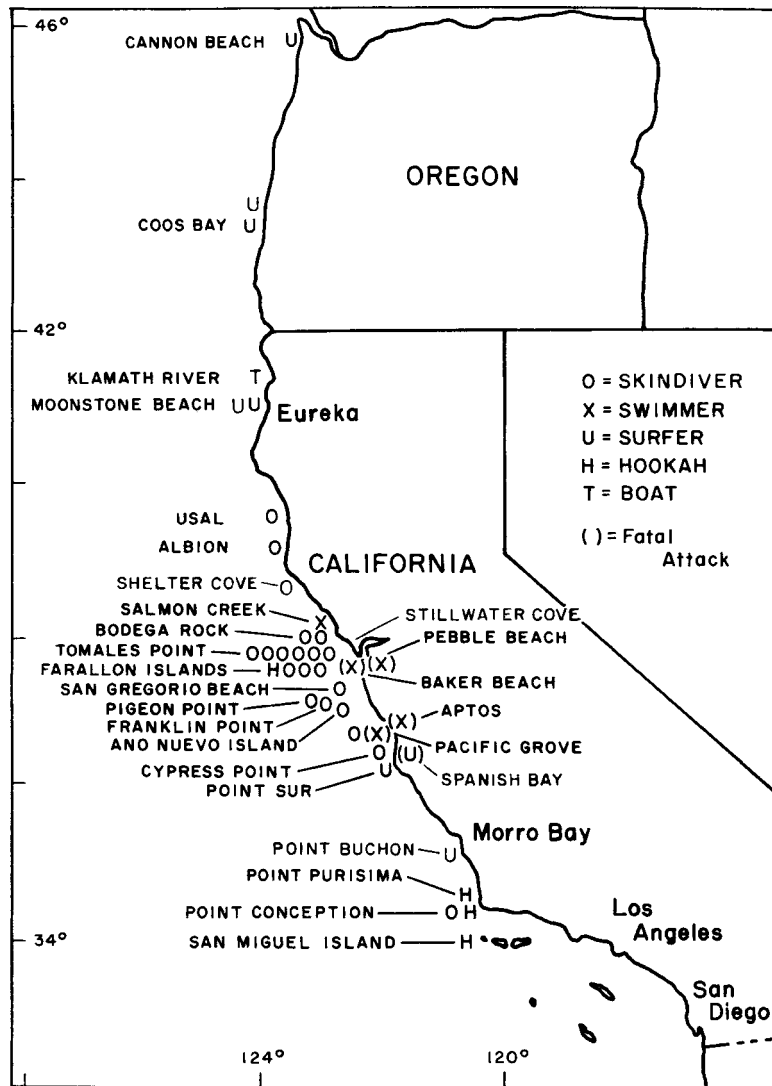 46°
CANNON BEACH U
OREGON
U
COOS BAY U
42°
KLAMATH RIVER T
MOONSTONE BEACH UU
Eureka
O = SKINDIVER
X = SWIMMER
U = SURFER
H = HOOKAH
T = BOAT
( ) = Fatal
Attack
USAL O
ALBION O
CALIFORNIA
SHELTER COVE O
SALMON CREEK X
STILLWATER COVE
BODEGA ROCK OO
PEBBLE BEACH
TOMALES POINT OOOOOO
(X) (X)
FARALLON ISLANDS HOOO
BAKER BEACH
SAN GREGORIO BEACH O
PIGEON POINT O
FRANKLIN POINT O
ANO NUEVO ISLAND O
(X) APTOS
O(X) PACIFIC GROVE
CYPRESS POINT O
(U) SPANISH BAY
POINT SUR U
Morro Bay
POINT BUCHON U
POINT PURISIMA H
POINT CONCEPTION OH
Los
Angeles
34°
SAN MIGUEL ISLAND H
San
Diego
124°
120°